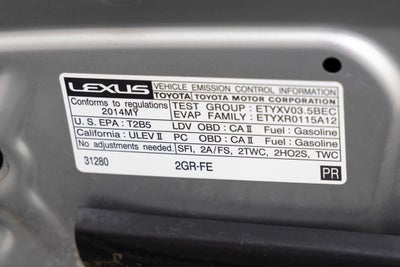 LEXUS VEHICLE EMISSION CONTROL INFORMATION
TOYOTA TOYOTA MOTOR CORPORATION
Conforms to regulations 2014MY
TEST GROUP : ETYXV03.5BEC
EVAP FAMILY : ETYXR0115A12
U.S. EPA : T2B5 LDV OBD : CA II Fuel : Gasoline
California : ULEV II PC OBD : CA II Fuel : Gasoline
No adjustments needed. SFI, 2A/FS, 2TWC, 2HO2S, TWC
31280 2GR-FE PR